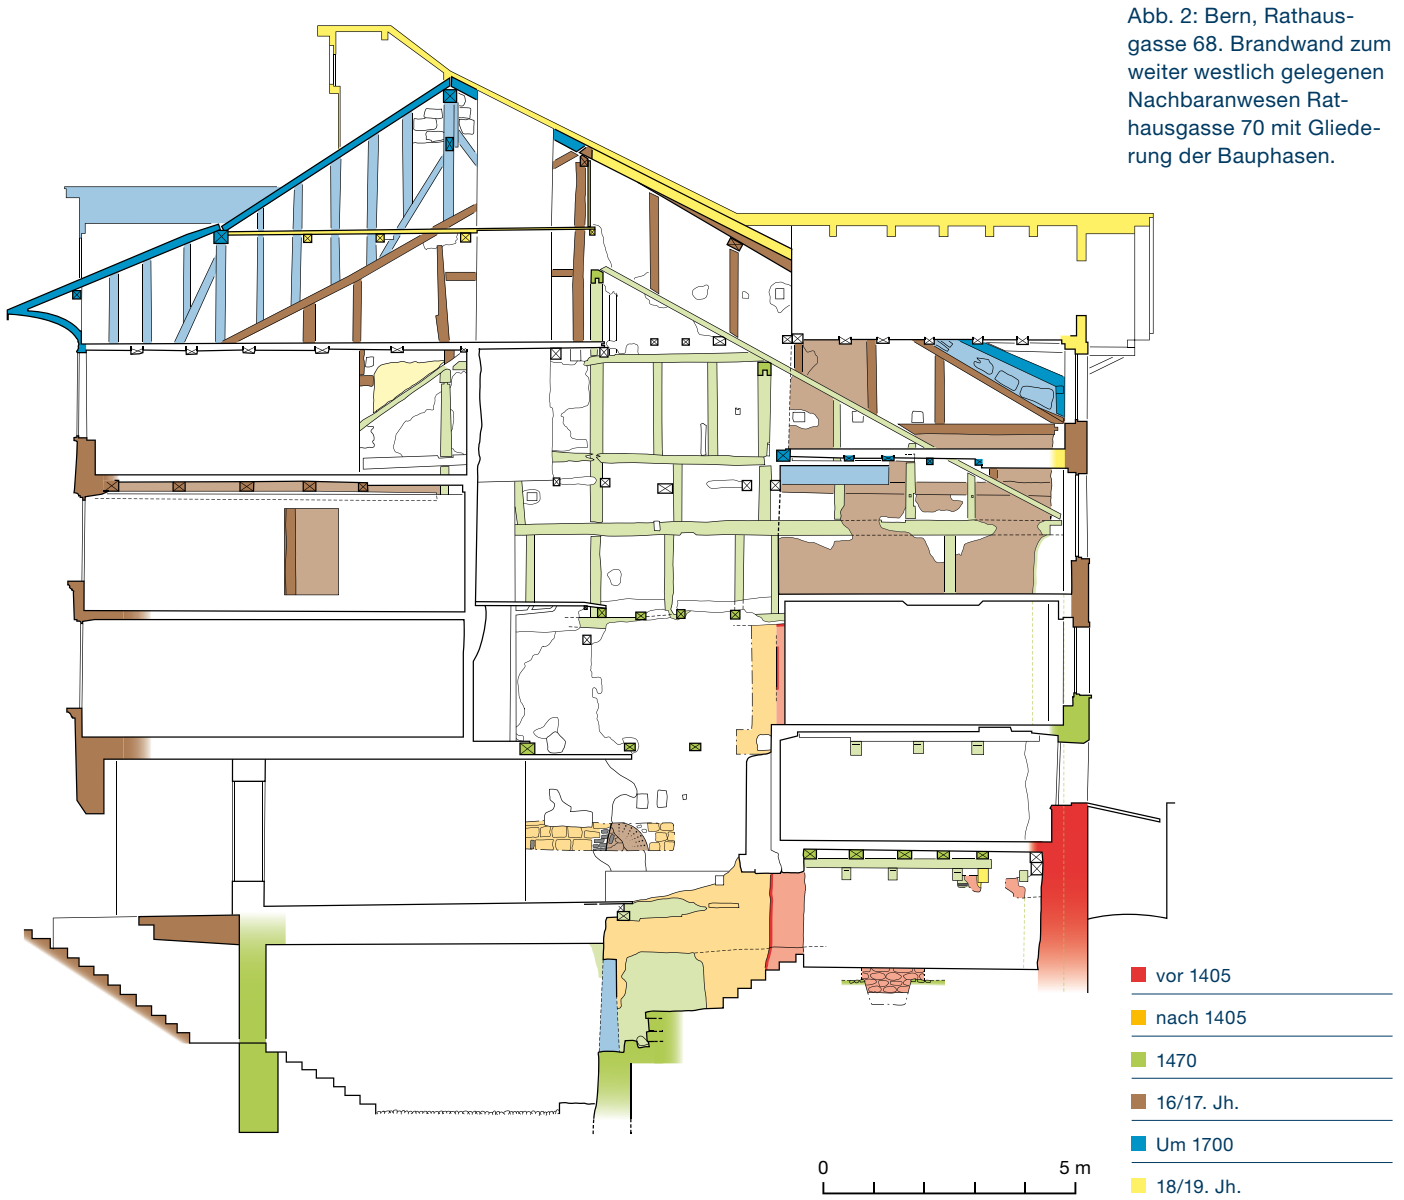 Abb. 2: Bern, Rathaus-
gasse 68. Brandwand zum
weiter westlich gelegenen
Nachbaranwesen Rat-
hausgasse 70 mit Gliede-
rung der Bauphasen.
vor 1405
nach 1405
1470
16/17. Jh.
Um 1700
18/19. Jh.
0 5 m